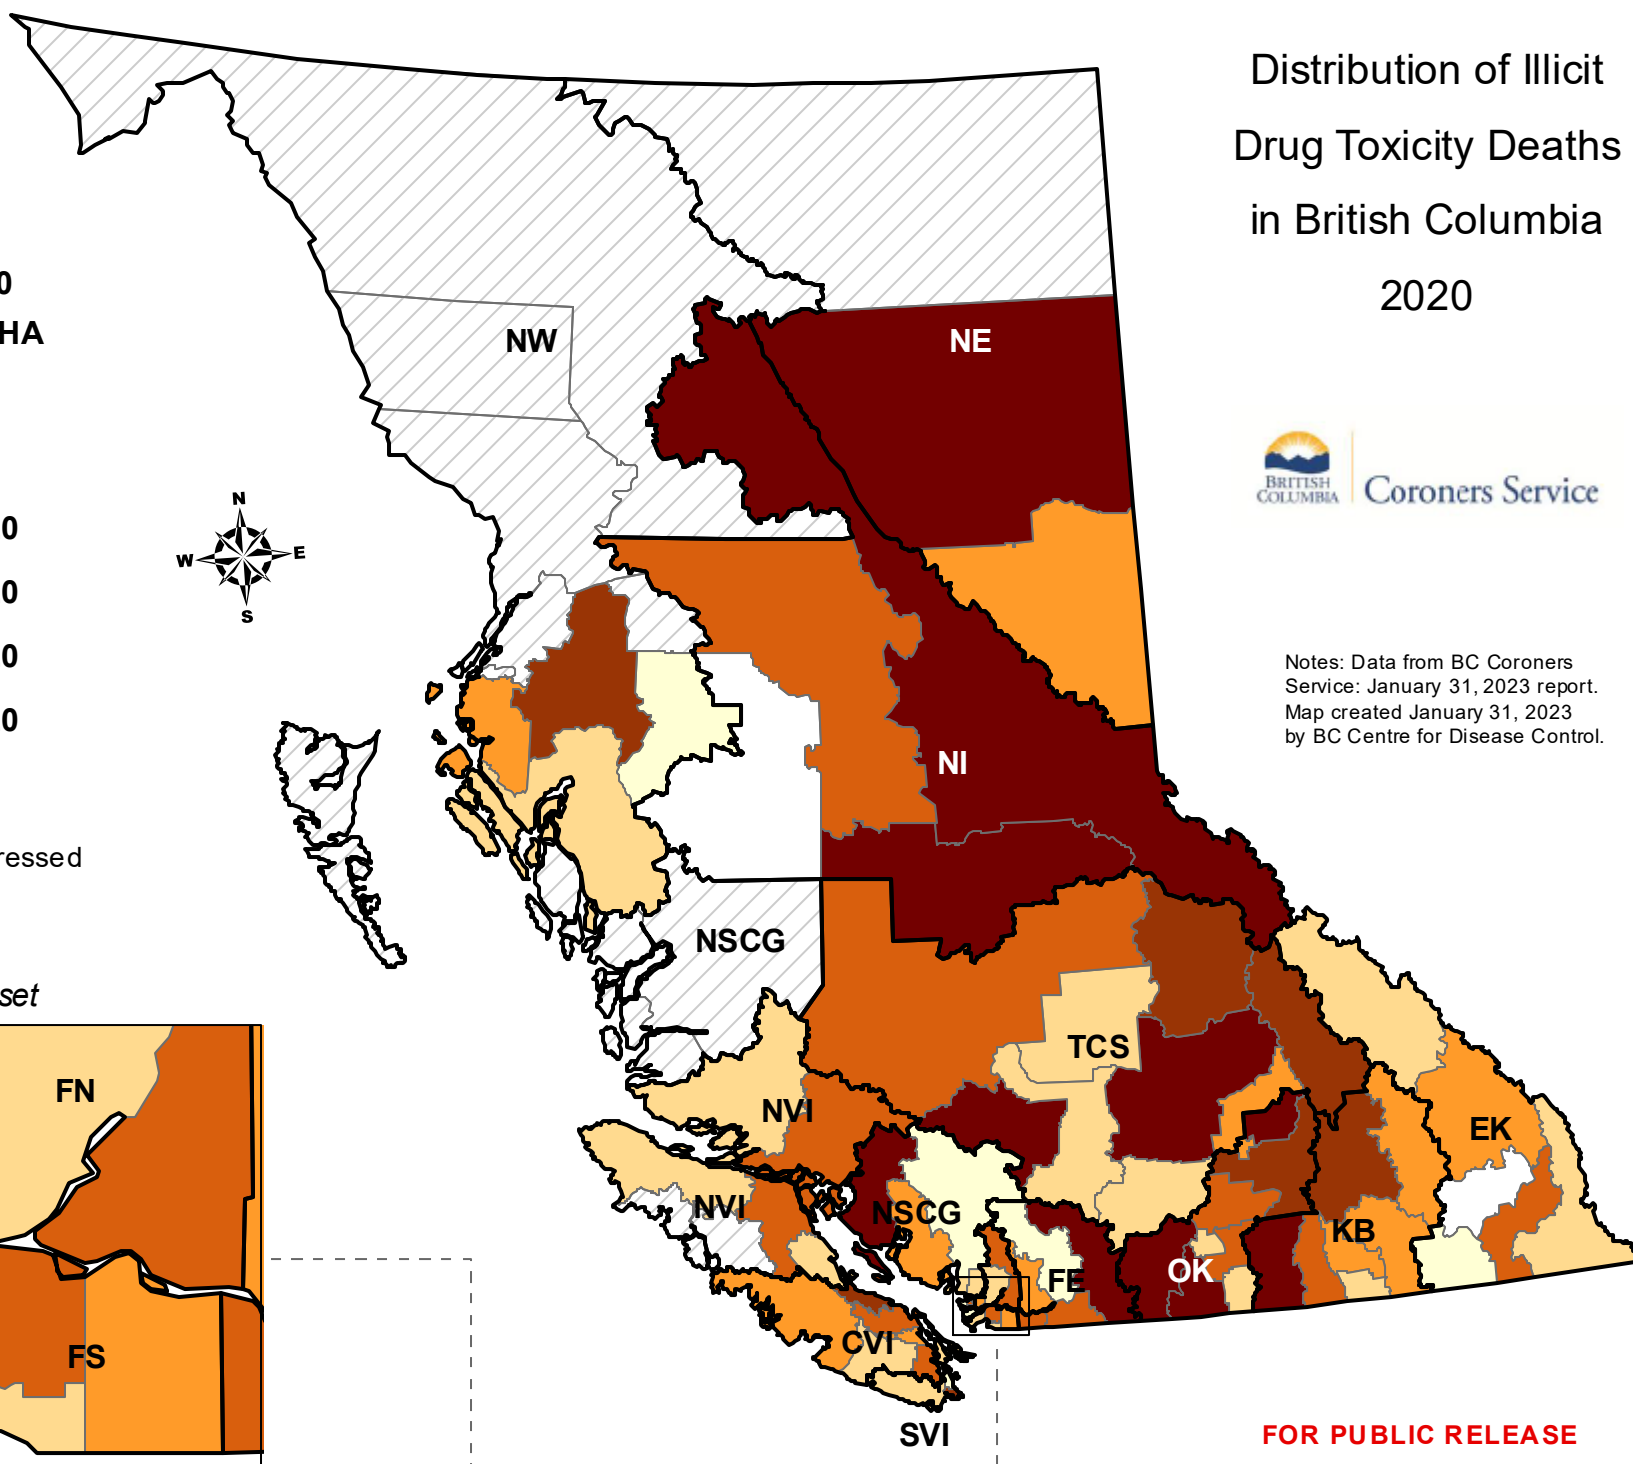 Distribution of Illicit
Drug Toxicity Deaths
in British Columbia
2020
0
HA
NW
NE
BRITISH
COLUMBIA
Coroners Service
N
W
E
S
0
0
0
0
Notes: Data from BC Coroners
Service: January 31, 2023 report.
Map created January 31, 2023
by BC Centre for Disease Control.
NI
ressed
NSCG
set
TCS
FN
NVI
EK
NVI
NSCG
KB
OK
FE
CVI
FS
SVI
FOR PUBLIC RELEASE